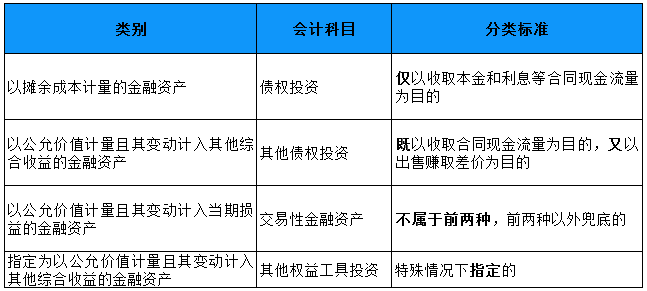 类别 会计科目 分类标准
以摊余成本计量的金融资产 债权投资 仅以收取本金和利息等合同现金流量
为目的
以公允价值计量且其变动计入其他综
合收益的金融资产 其他债权投资 既以收取合同现金流量为目的，又以
出售赚取差价为目的
以公允价值计量且其变动计入当期损
益的金融资产 交易性金融资产 不属于前两种，前两种以外兜底的
指定为以公允价值计量且其变动计入
其他综合收益的金融资产 其他权益工具投资 特殊情况下指定的